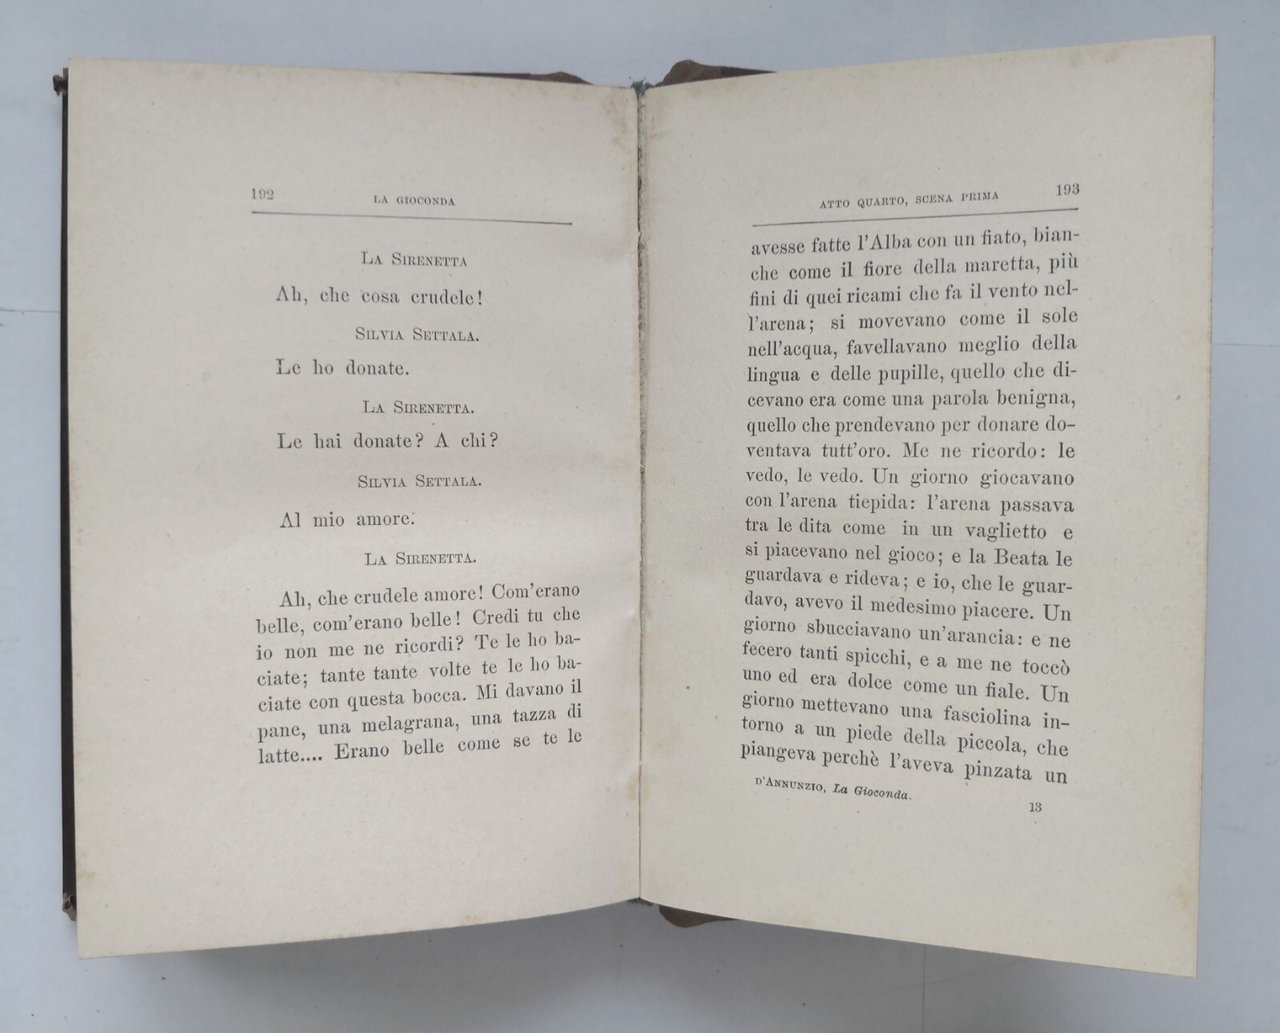 192
LA GIOCONDA
LA SIRENETTA
Ah, che cosa crudele!
SILVIA SETTALA.
Le ho donate.
LA SIRENETTA.
Le hai donate? A chi?
SILVIA SETTALA.
Al mio amore.
LA SIRENETTA.
Ah, che crudele amore! Com'erano
belle, com'erano belle! Credi tu che
io non me ne ricordi? Te le ho ba-
ciate; tante tante volte te le ho ba-
ciate con questa bocca. Mi davano il
pane, una melagrana, una tazza di
latte.... Erano belle come se te le
ATTO QUARTO, SCENA PRIMA
193
avesse fatte l'Alba con un fiato, bian-
che come il fiore della maretta, più
fini di quei ricami che fa il vento nel-
l'arena; si movevano come il sole
nell'acqua, favellavano meglio della
lingua e delle pupille, quello che di-
cevano era come una parola benigna,
quello che prendevano per donare do-
ventava tutt'oro. Me ne ricordo: le
vedo, le vedo. Un giorno giocavano
con l'arena tiepida: l'arena passava
tra le dita come in un vaglietto e
si piacevano nel gioco; e la Beata le
guardava e rideva; e io, che le guar-
davo, avevo il medesimo piacere. Un
giorno sbucciavano un'arancia: e ne
fecero tanti spicchi, e a me ne toccò
uno ed era dolce come un fiale. Un
giorno mettevano una fasciolina in-
torno a un piede della piccola, che
piangeva perchè l'aveva pinzata un
D'ANNUNZIO, La Gioconda.
13